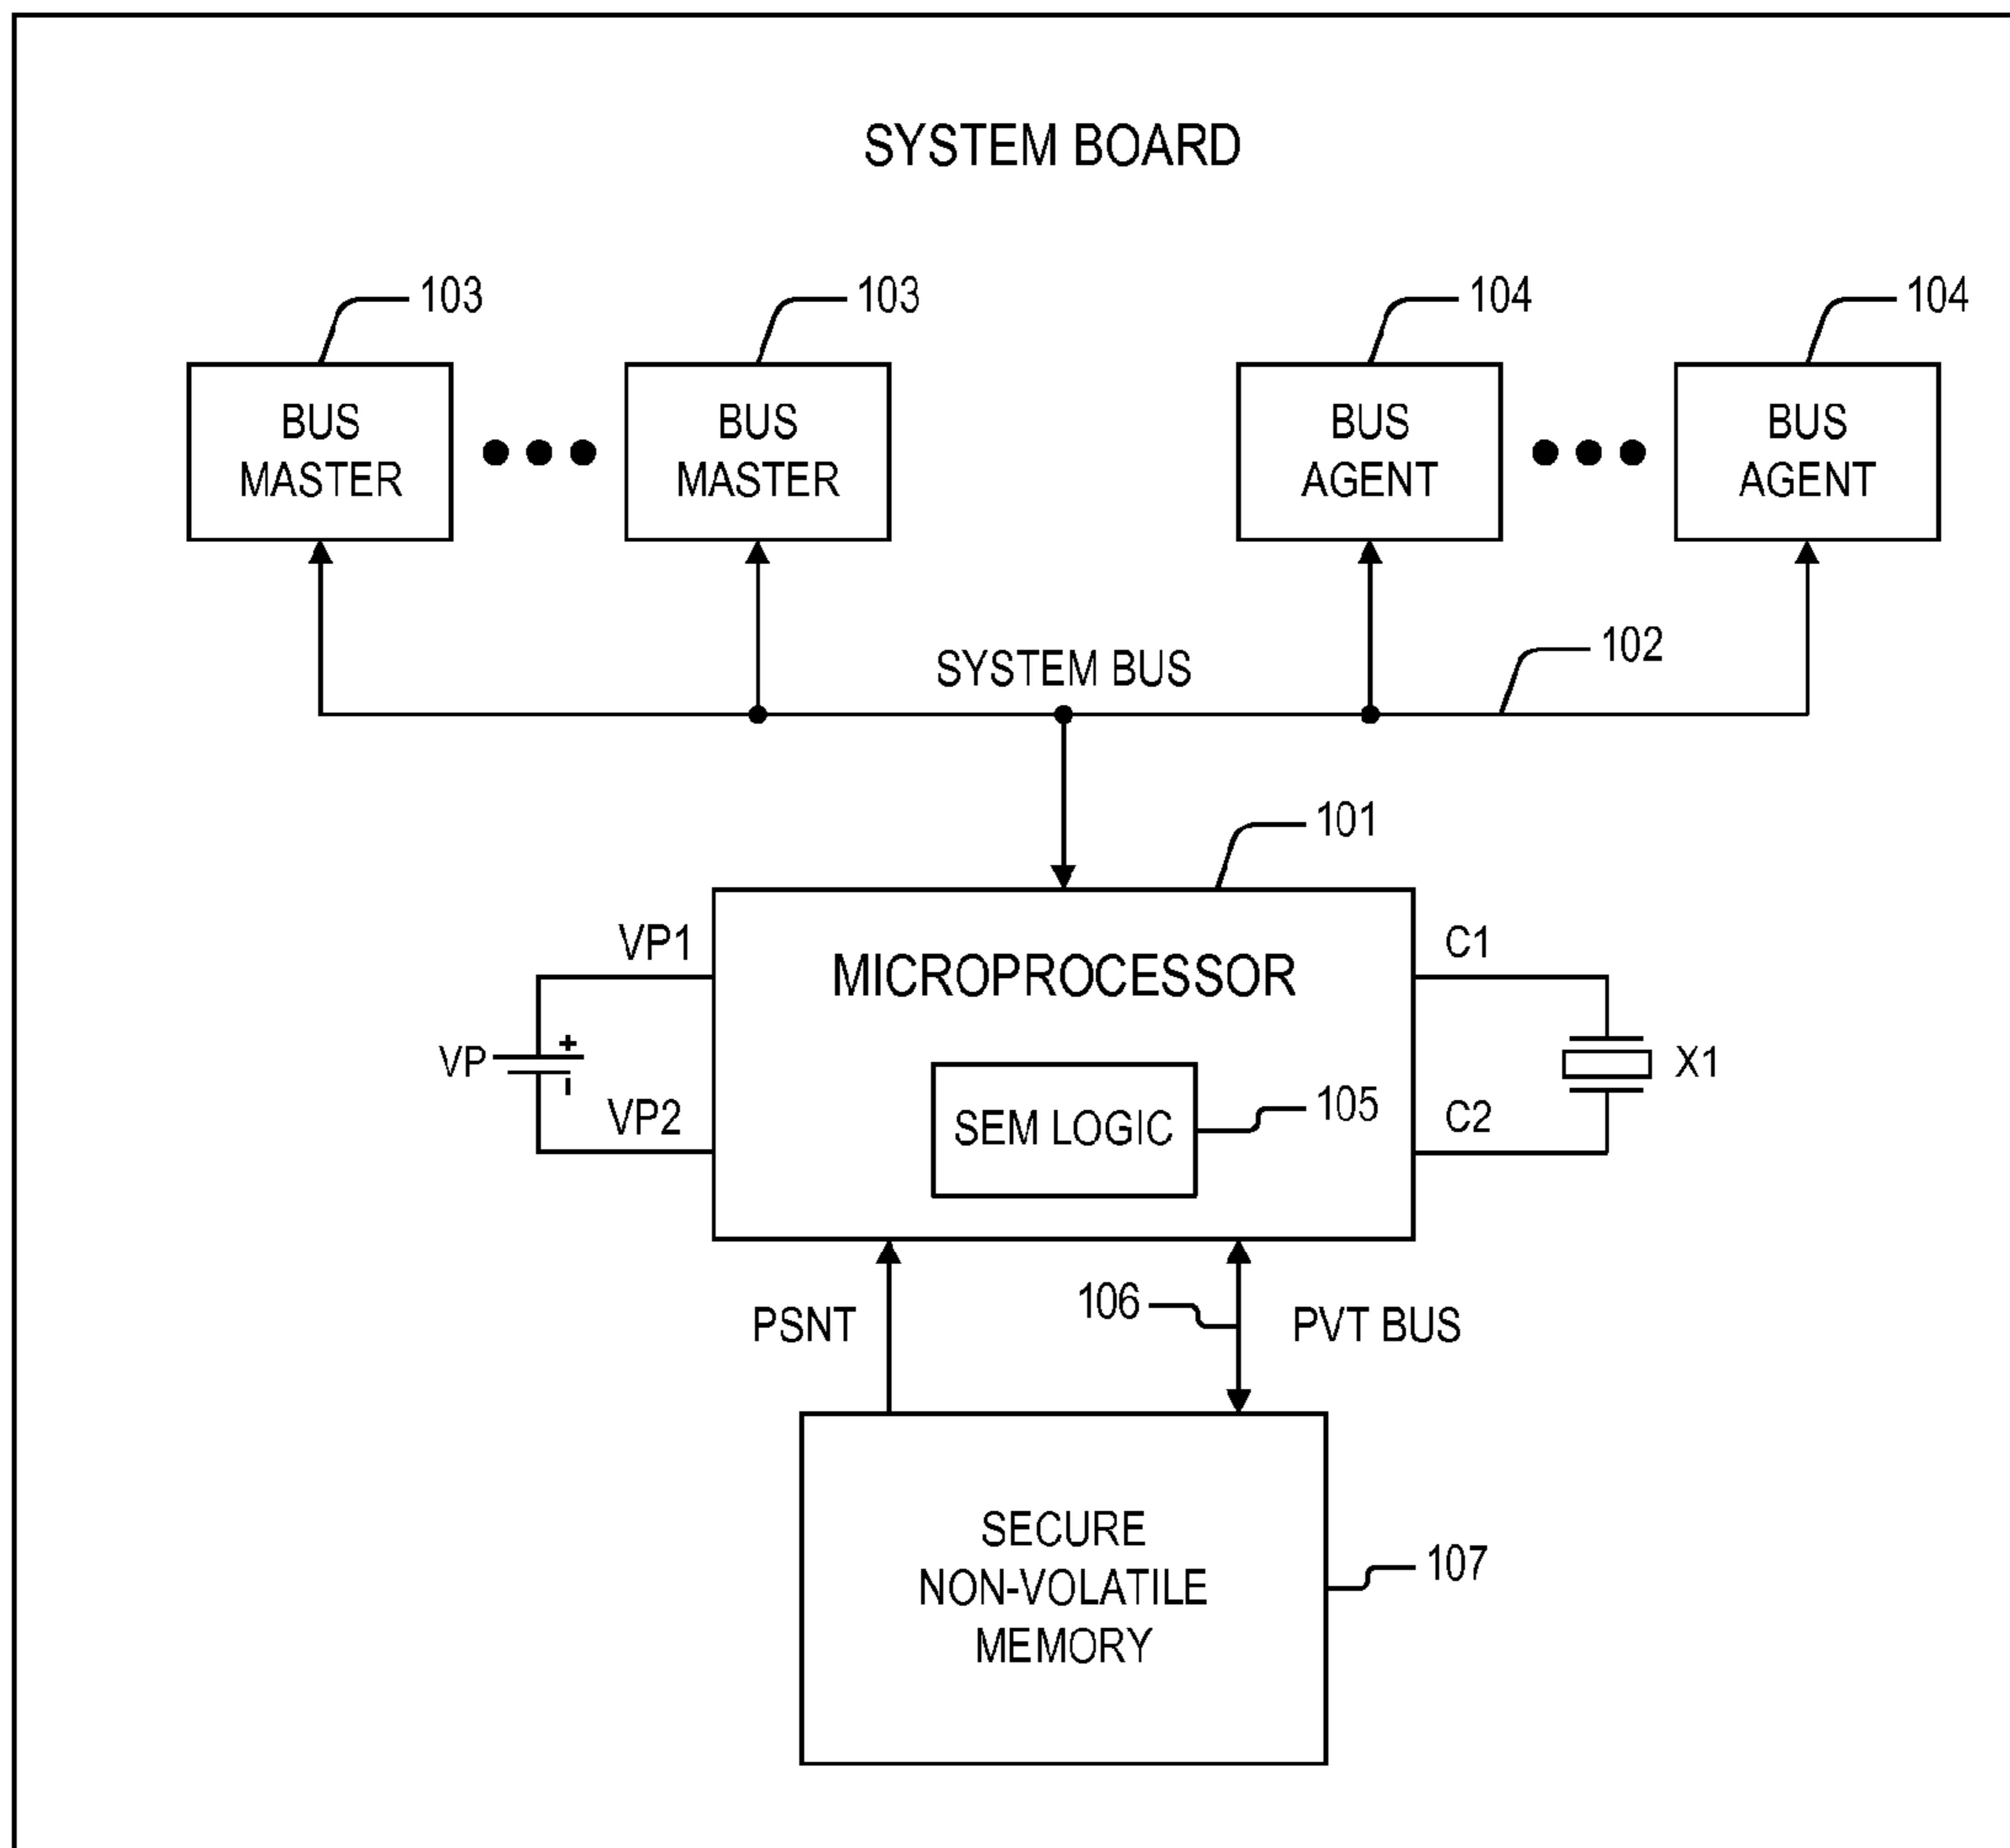 SYSTEM BOARD
103
103
104
104
BUS
MASTER
BUS
MASTER
BUS
AGENT
BUS
AGENT
SYSTEM BUS
102
101
VP1
MICROPROCESSOR
C1
VP
+
-
X1
VP2
SEM LOGIC
105
C2
PSNT
106
PVT BUS
SECURE
NON-VOLATILE
MEMORY
107